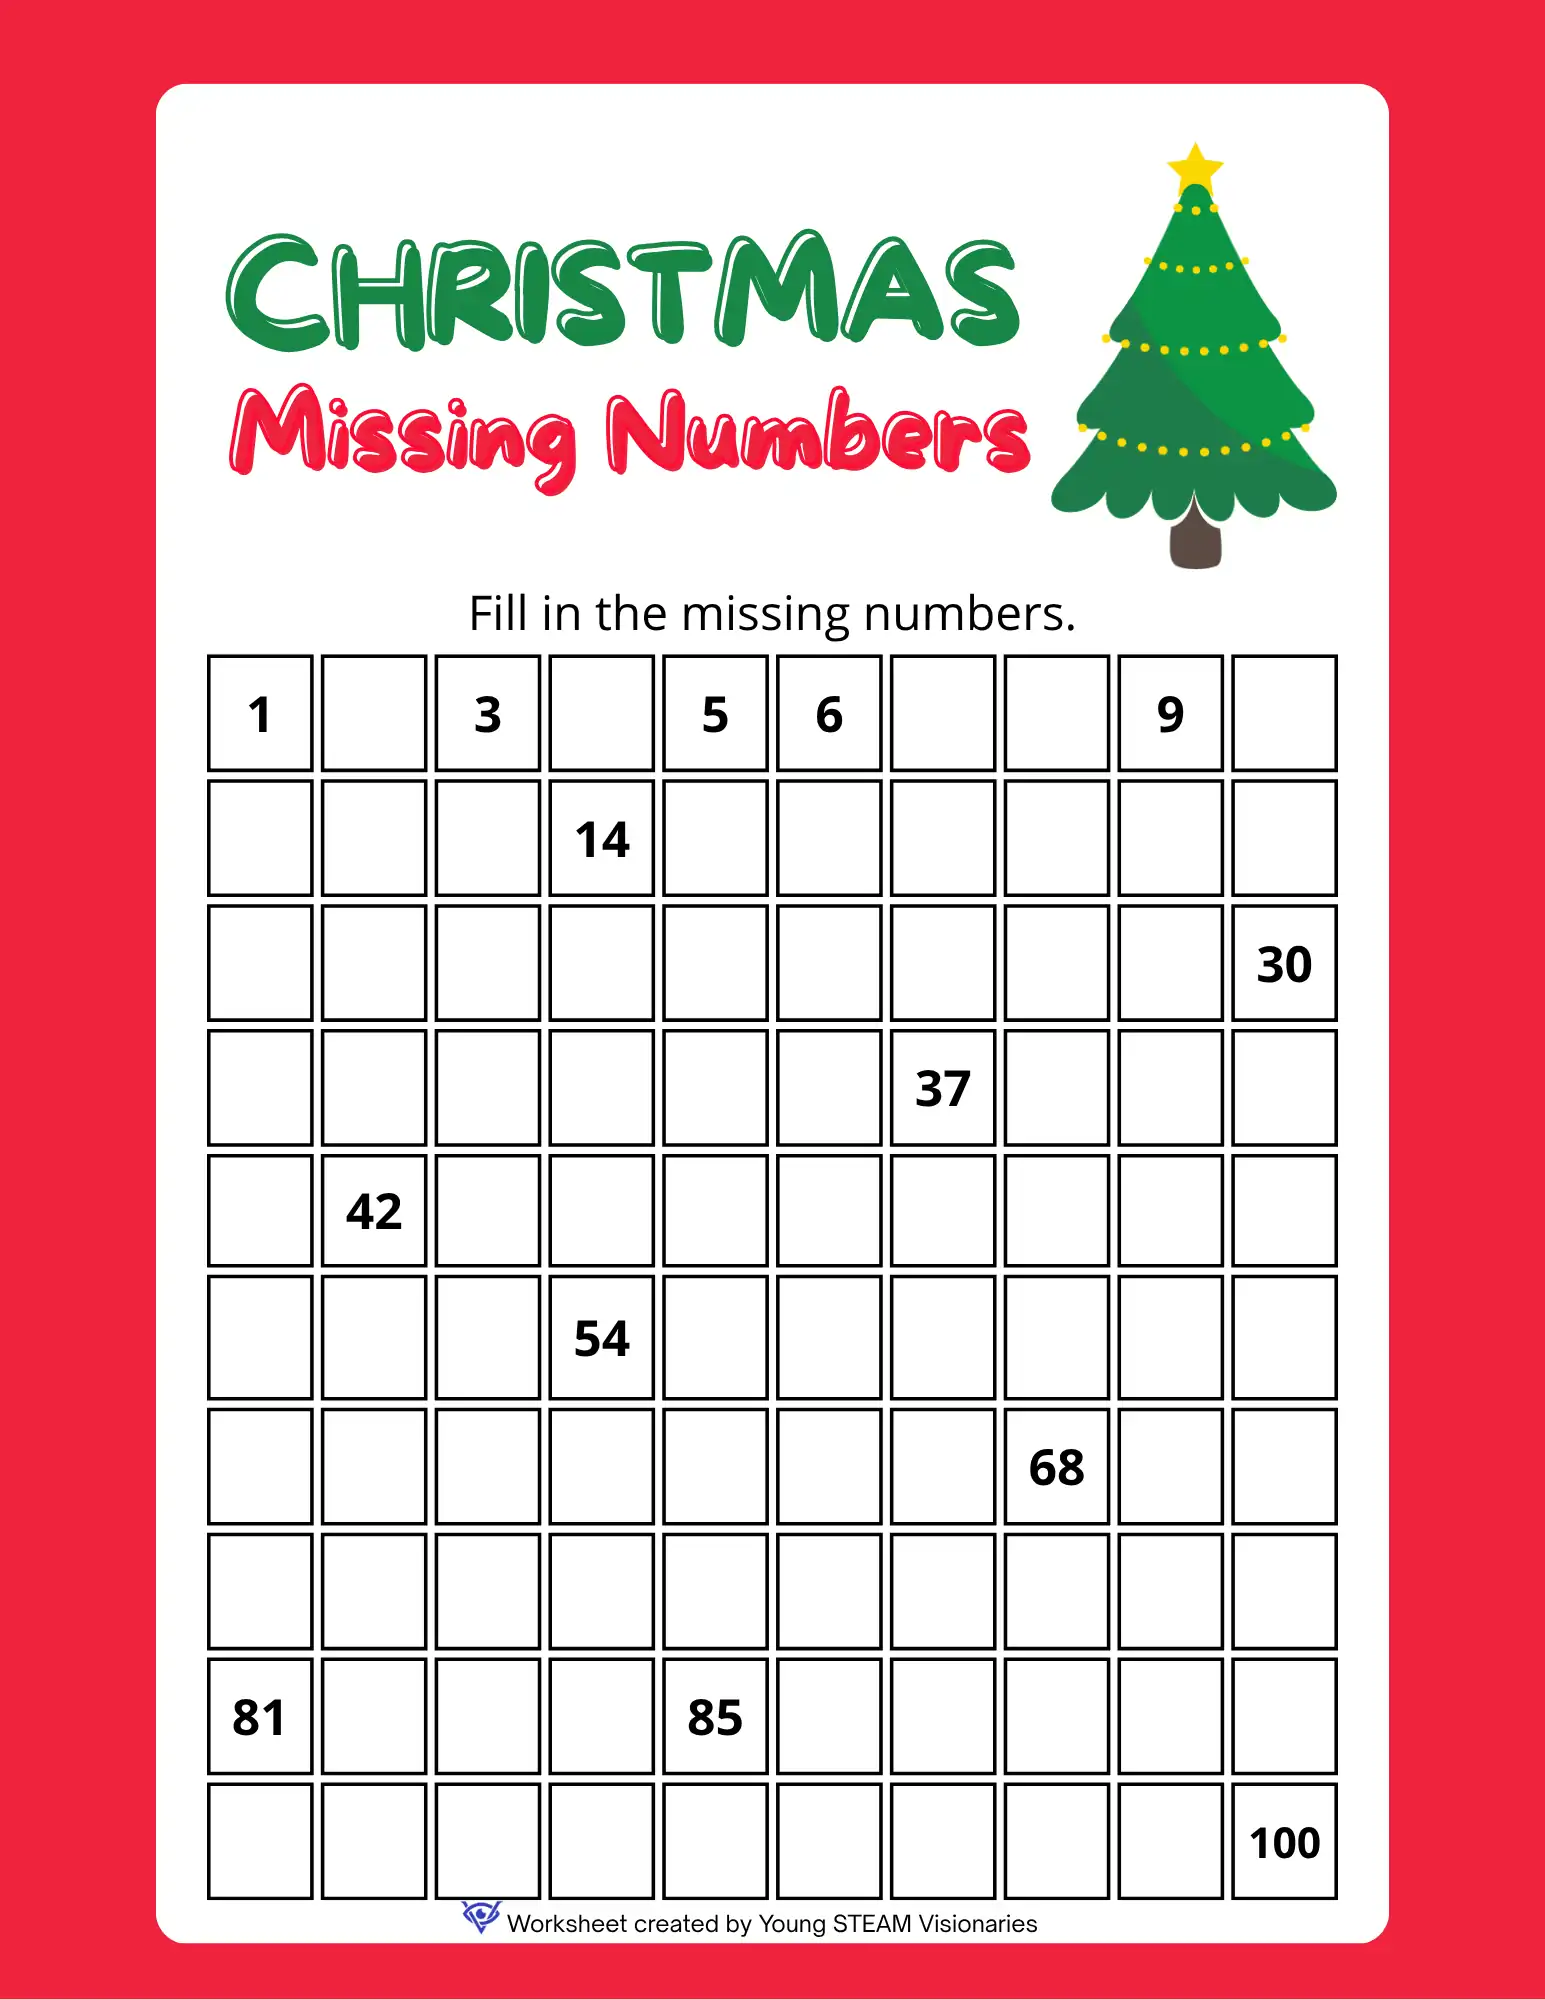 CHRISTMAS
Missing Numbers
Fill in the missing numbers.
1 3 5 6 9
14
30
37
42
54
68
81 85
100
Worksheet created by Young STEAM Visionaries